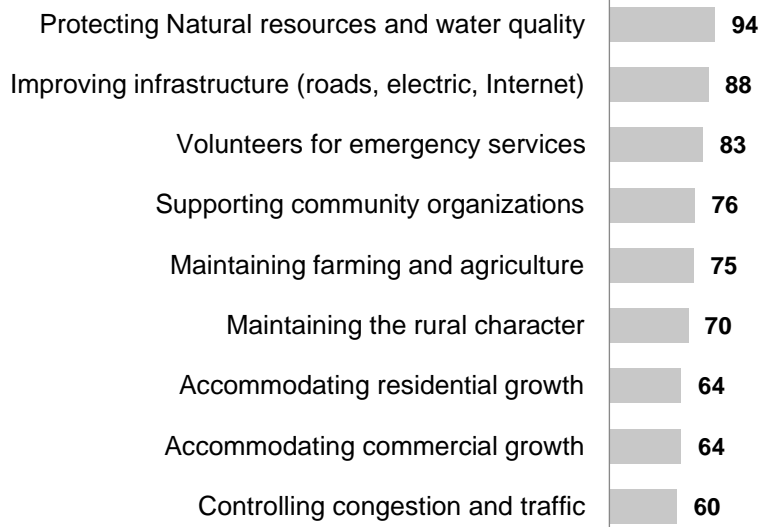 Protecting Natural resources and water quality 94
Improving infrastructure (roads, electric, Internet) 88
Volunteers for emergency services 83
Supporting community organizations 76
Maintaining farming and agriculture 75
Maintaining the rural character 70
Accommodating residential growth 64
Accommodating commercial growth 64
Controlling congestion and traffic 60